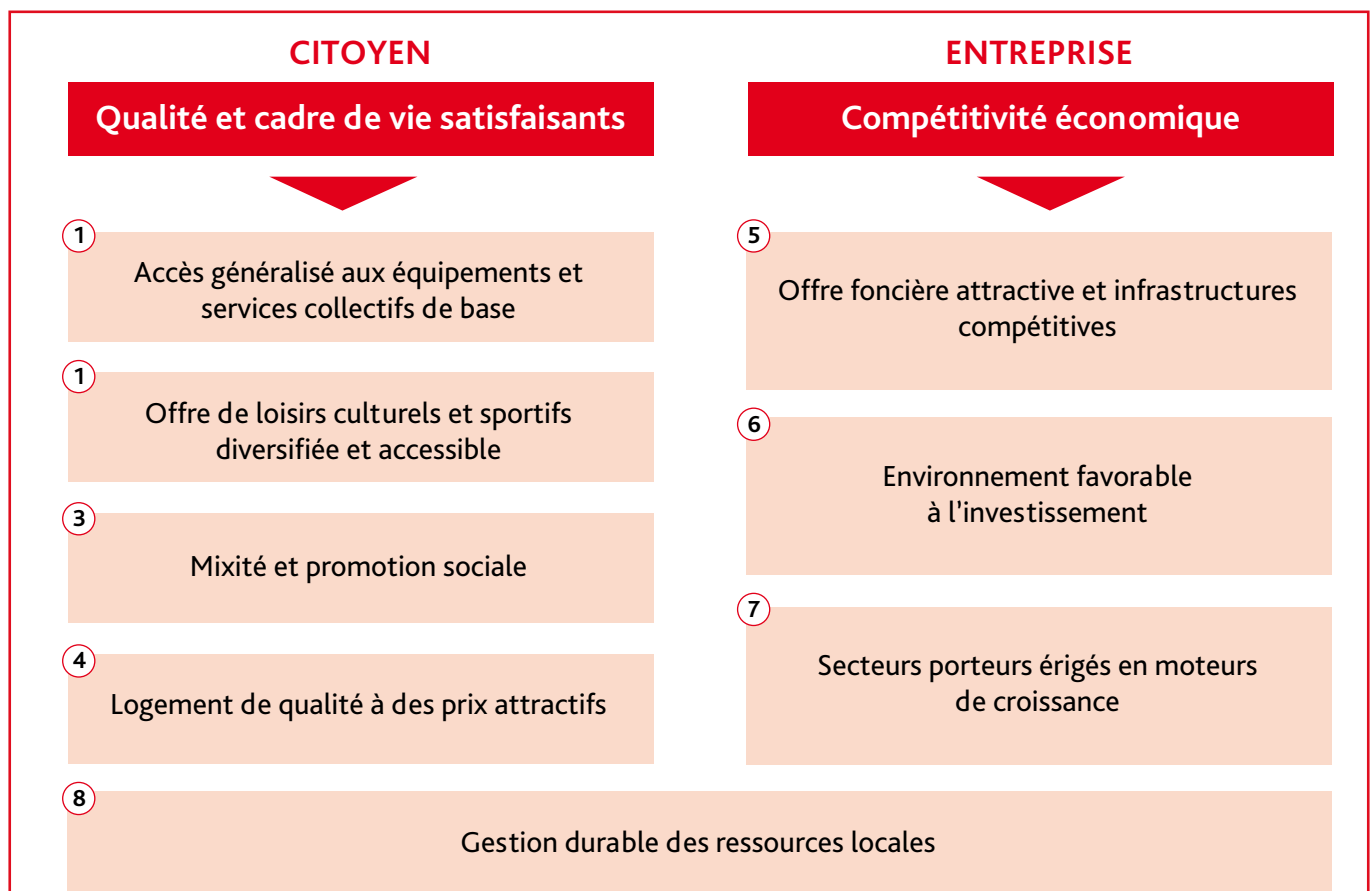 CITOYEN
Qualité et cadre de vie satisfaisants
1
Accès généralisé aux équipements et
services collectifs de base
1
Offre de loisirs culturels et sportifs
diversifiée et accessible
3
Mixité et promotion sociale
4
Logement de qualité à des prix attractifs
ENTREPRISE
Compétitivité économique
5
Offre foncière attractive et infrastructures
compétitives
6
Environnement favorable
à l’investissement
7
Secteurs porteurs érigés en moteurs
de croissance
8
Gestion durable des ressources locales